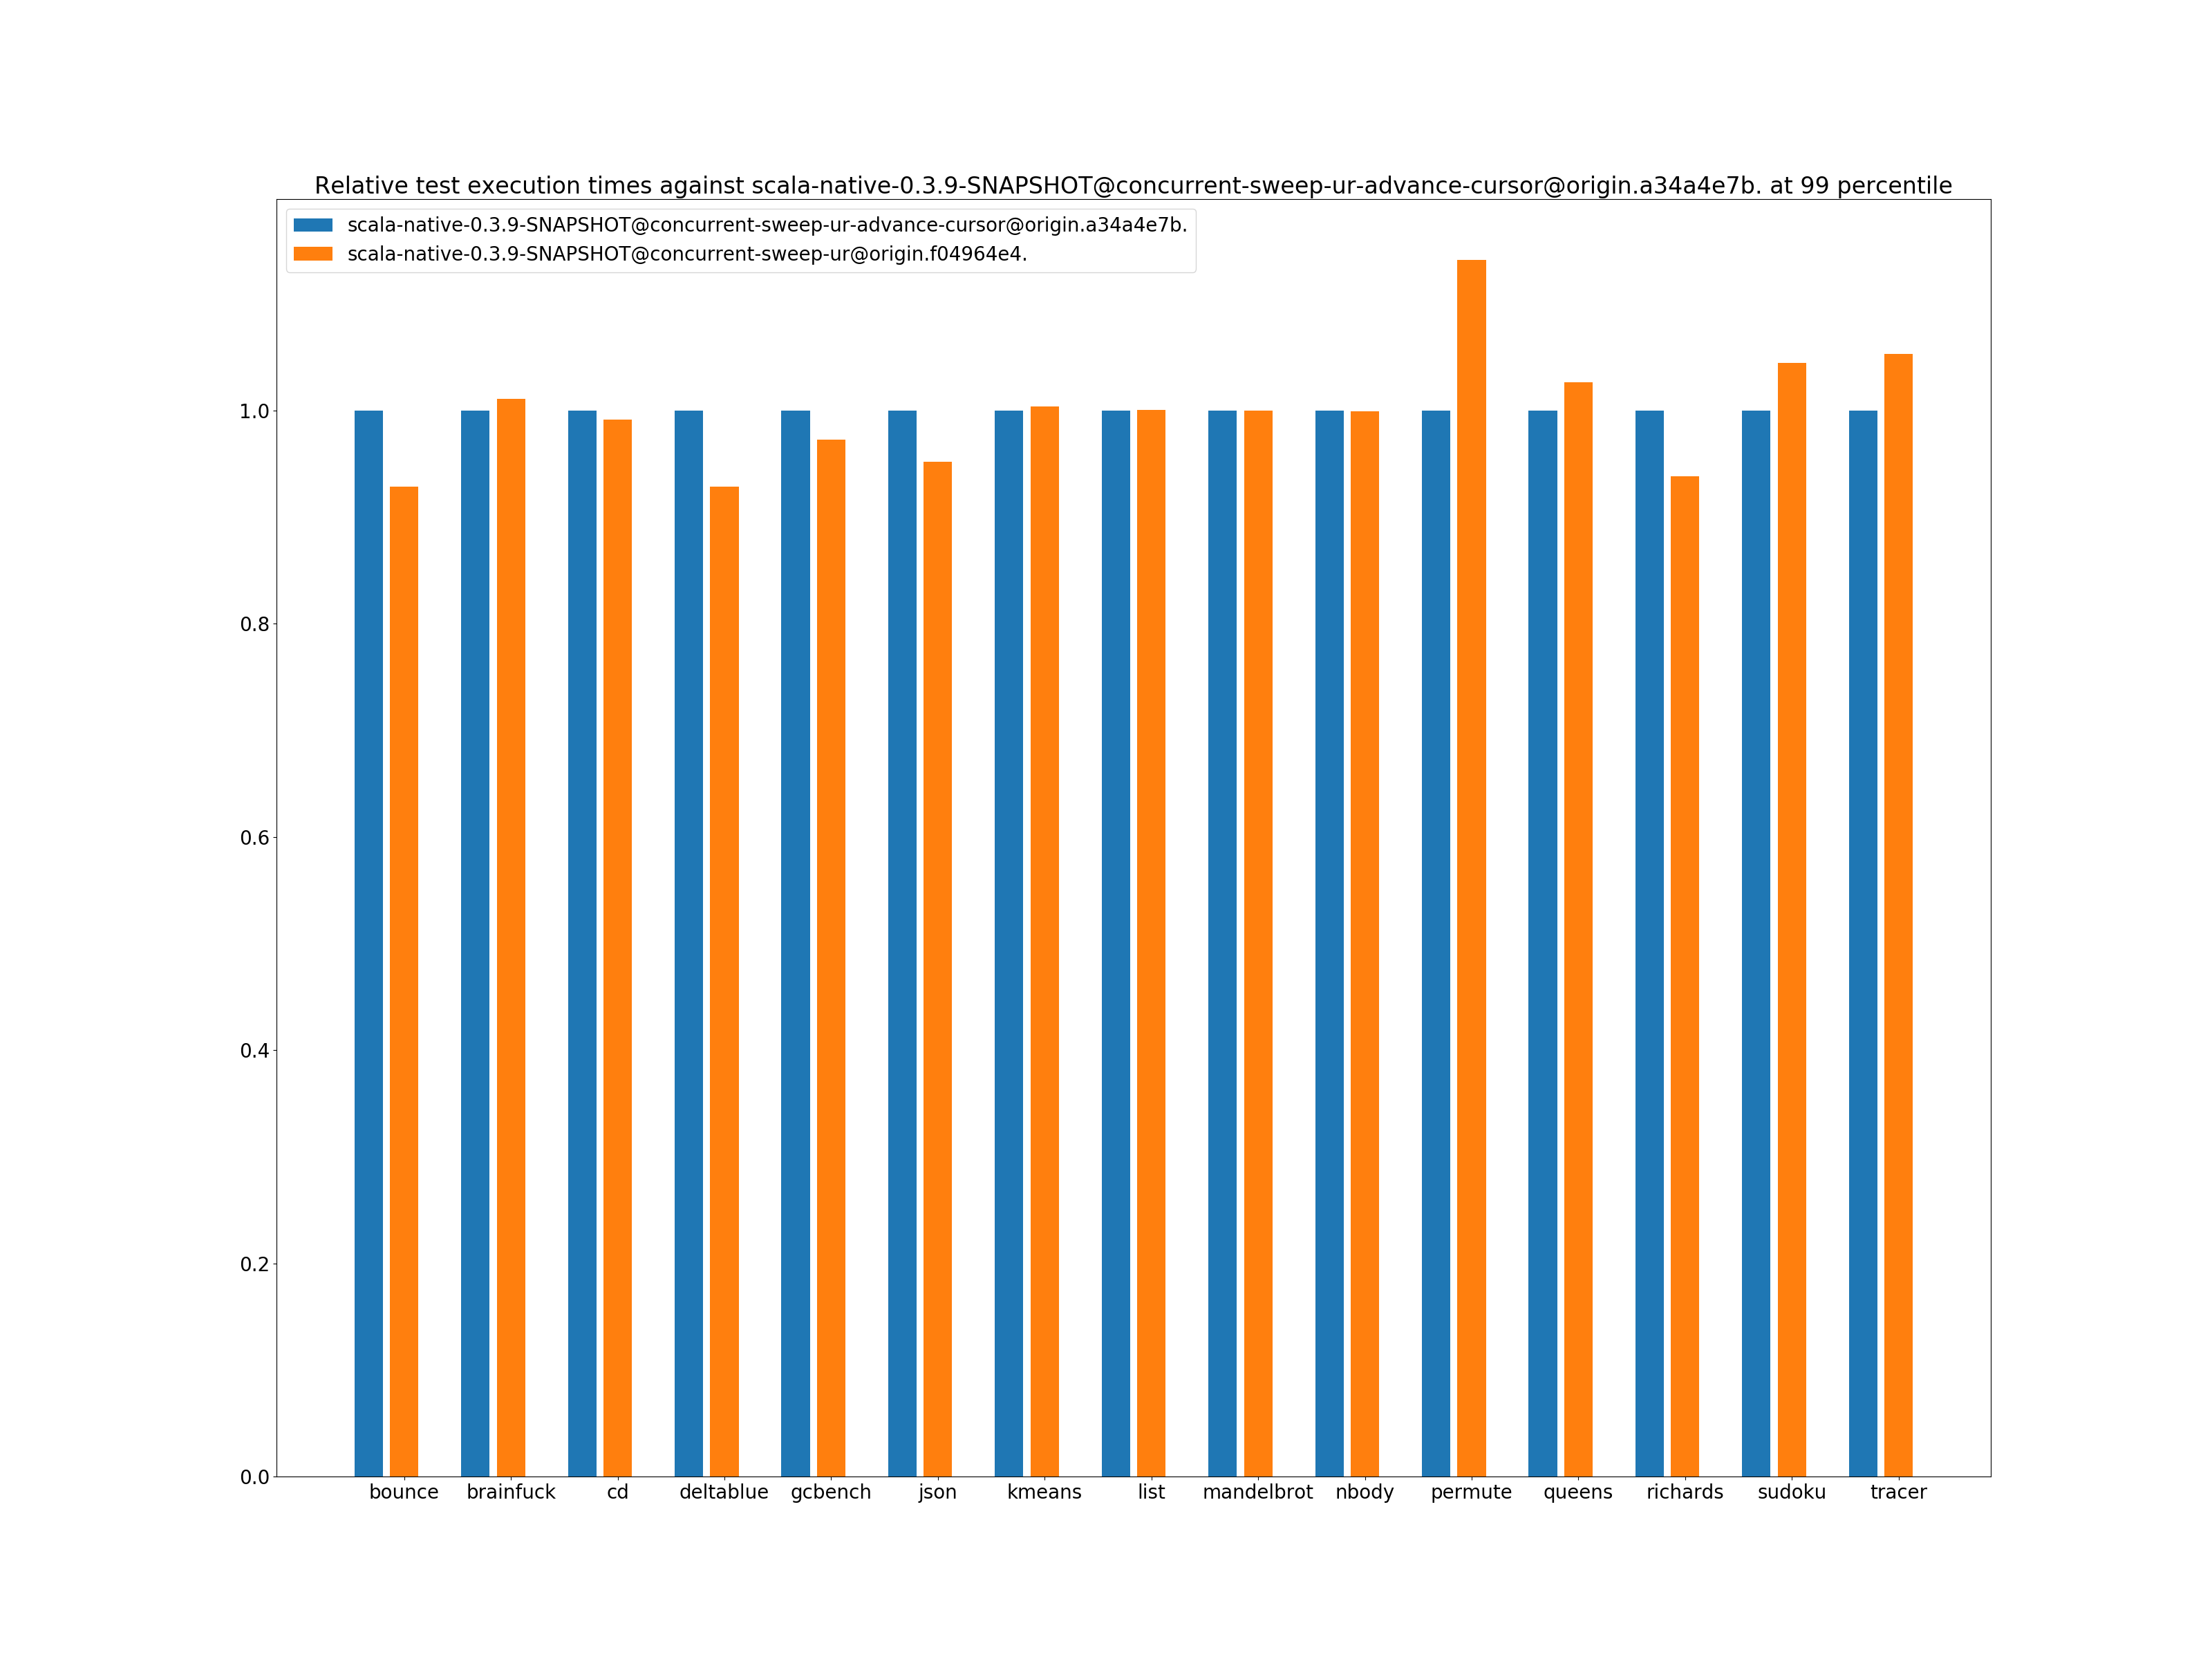 Relative test execution times against scala-native-0.3.9-SNAPSHOT@concurrent-sweep-ur-advance-cursor@origin.a34a4e7b. at 99 percentile
scala-native-0.3.9-SNAPSHOT@concurrent-sweep-ur-advance-cursor@origin.a34a4e7b.
scala-native-0.3.9-SNAPSHOT@concurrent-sweep-ur@origin.f04964e4.
1.0
0.8
0.6
0.4
0.2
0.0
bounce brainfuck cd deltablue gcbench json kmeans list mandelbrot nbody permute queens richards sudoku tracer